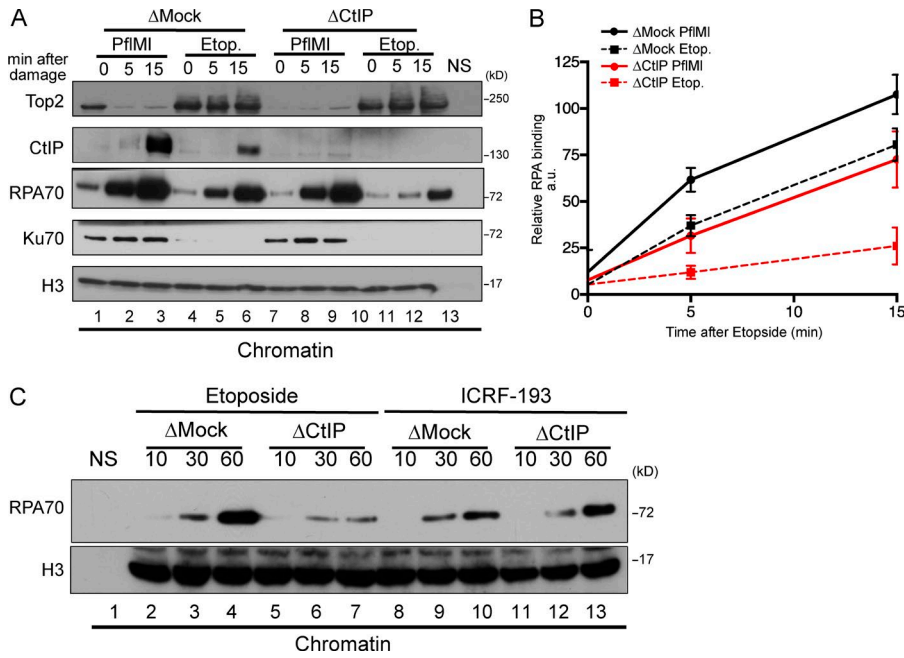 A
ΔMock ΔCtIP
PflMI Etop. PflMI Etop.
min after damage 0 5 15 0 5 15 0 5 15 0 5 15 NS
(kD)
Top2 -250
CtIP -130
RPA70 -72
Ku70 -72
H3 -17
1 2 3 4 5 6 7 8 9 10 11 12 13
Chromatin
B
ΔMock PflMI
ΔMock Etop.
ΔCtIP PflMI
ΔCtIP Etop.
Relative RPA binding
a.u.
125
100
75
50
25
0
0 5 10 15
Time after Etopside (min)
C
Etoposide ICRF-193
ΔMock ΔCtIP ΔMock ΔCtIP
NS 10 30 60 10 30 60 10 30 60 10 30 60
(kD)
RPA70 -72
H3 -17
1 2 3 4 5 6 7 8 9 10 11 12 13
Chromatin